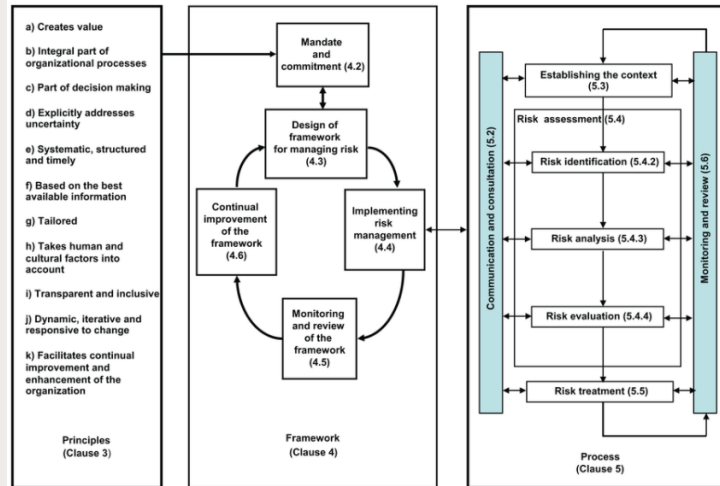 a) Creates value
b) Integral part of
organizational processes
c) Part of decision making
d) Explicitly addresses
uncertainty
e) Systematic, structured
and timely
f) Based on the best
available information
g) Tailored
h) Takes human and
cultural factors into
account
i) Transparent and inclusive
j) Dynamic, iterative and
responsive to change
k) Facilitates continual
improvement and
enhancement of the
organization
Principles
(Clause 3)
Mandate
and
commitment (4.2)
Design of
framework
for managing risk
(4.3)
Continual
improvement
of the
framework
(4.6)
Implementing
risk
management
(4.4)
Monitoring
and review
of the
framework
(4.5)
Framework
(Clause 4)
Communication and consultation (5.2)
Establishing the context
(5.3)
Risk assessment (5.4)
Risk identification (5.4.2)
Risk analysis (5.4.3)
Risk evaluation (5.4.4)
Risk treatment (5.5)
Monitoring and review (5.6)
Process
(Clause 5)